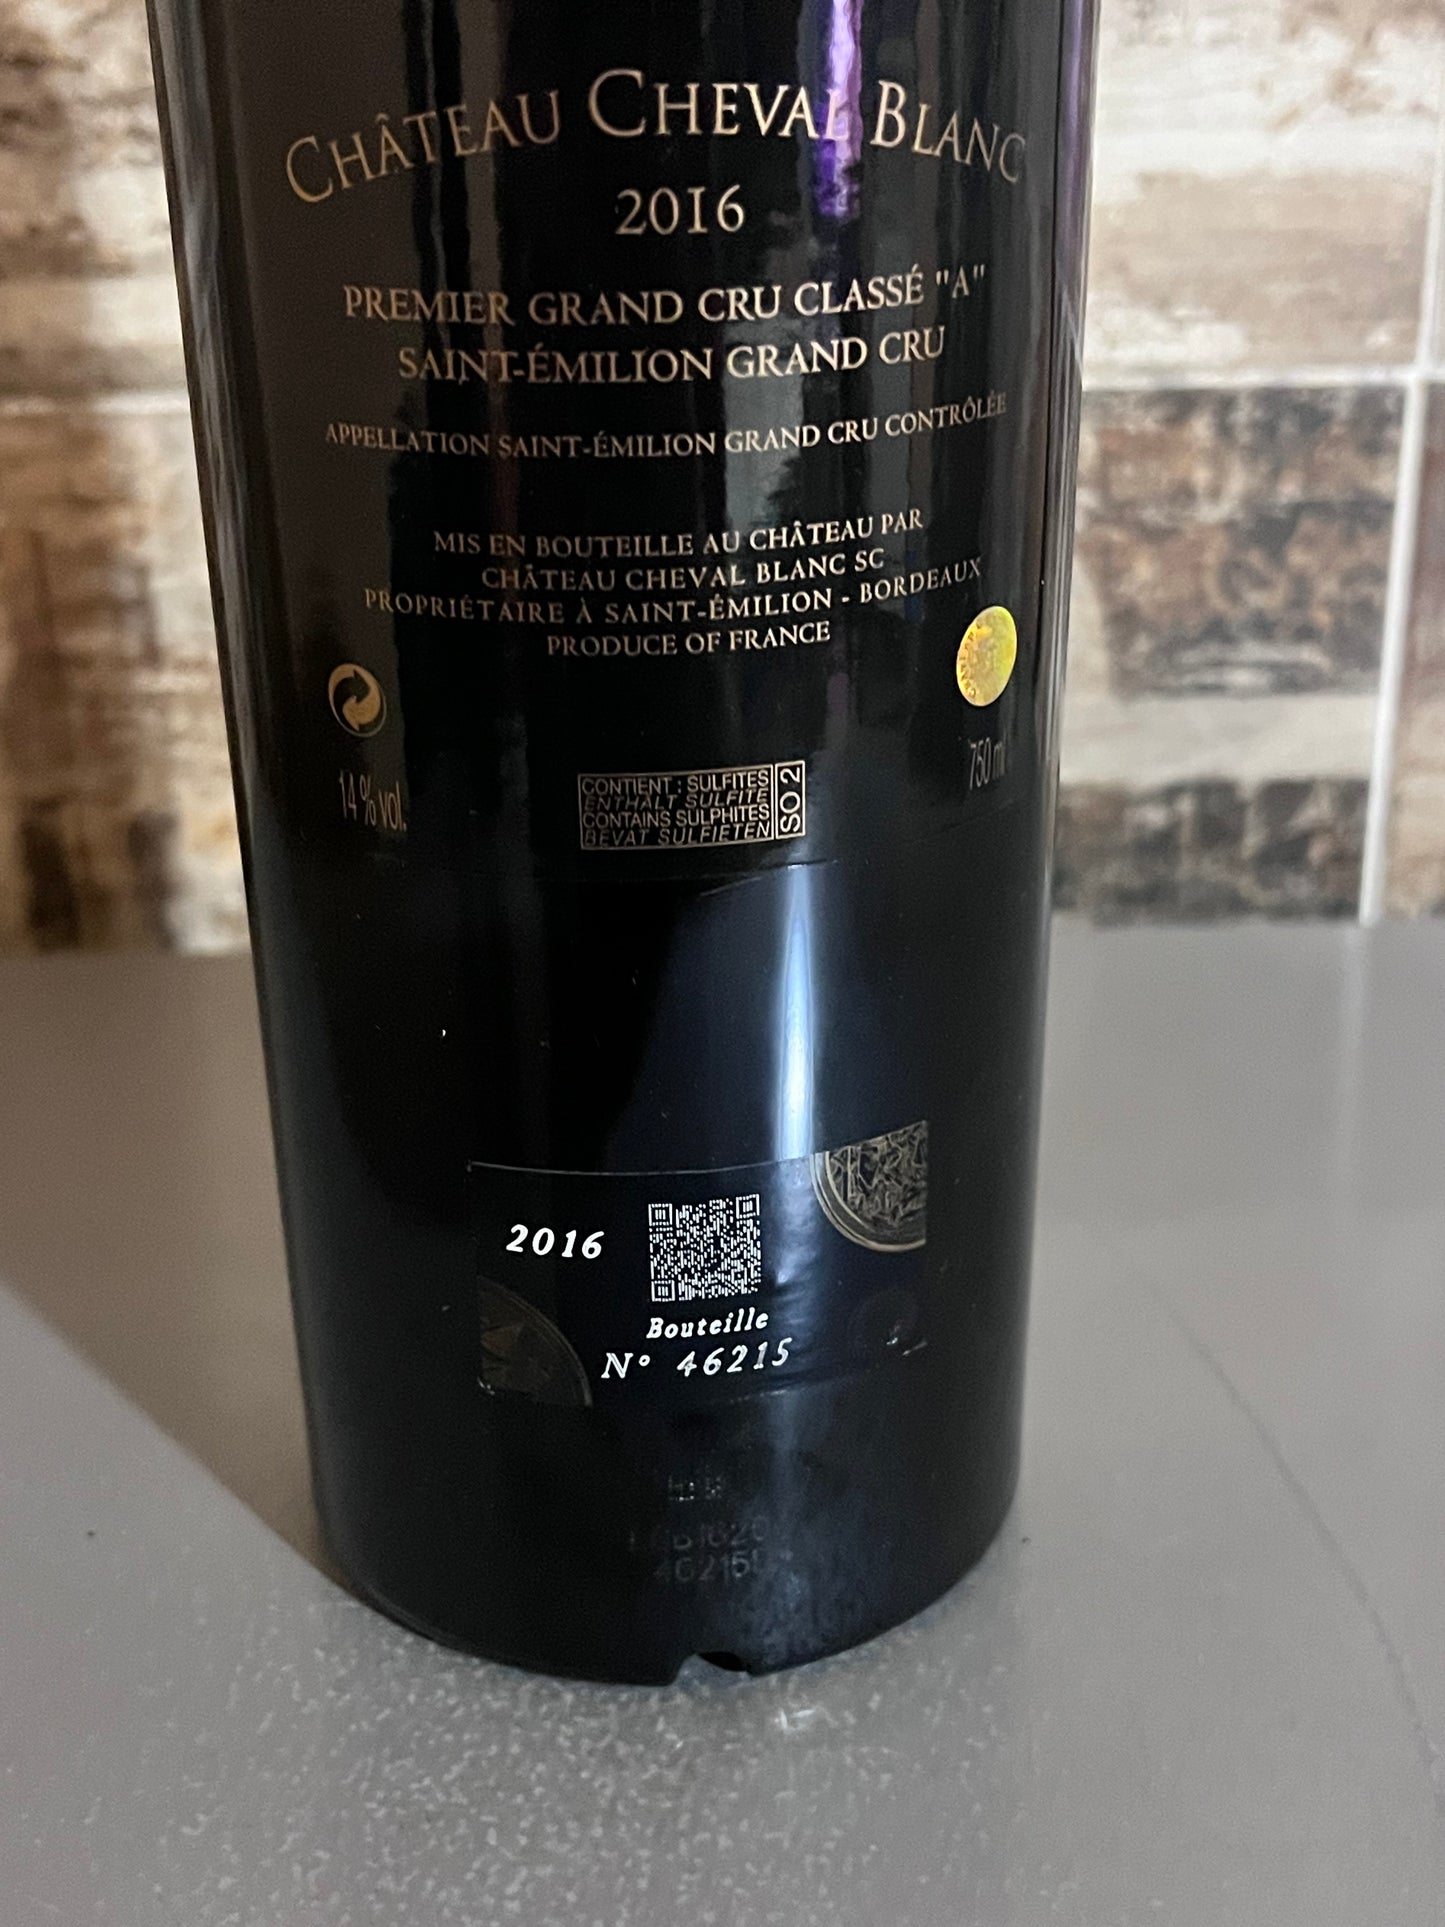 CHÂTEAU CHEVAL BLANC
2016
PREMIER GRAND CRU CLASSÉ "A"
SAINT-ÉMILION GRAND CRU
APPELLATION SAINT-ÉMILION GRAND CRU CONTRÔLÉE
MIS EN BOUTEILLE AU CHÂTEAU PAR
CHÂTEAU CHEVAL BLANC SC
PROPRIÉTAIRE À SAINT-ÉMILION - BORDEAUX
PRODUCE OF FRANCE
14 % vol.
750 ml
CONTIENT : SULFITES
ENTHÄLT SULFITE
CONTAINS SULPHITES
BEVAT SULFIETEN
SO2
2016
Bouteille
N° 46215